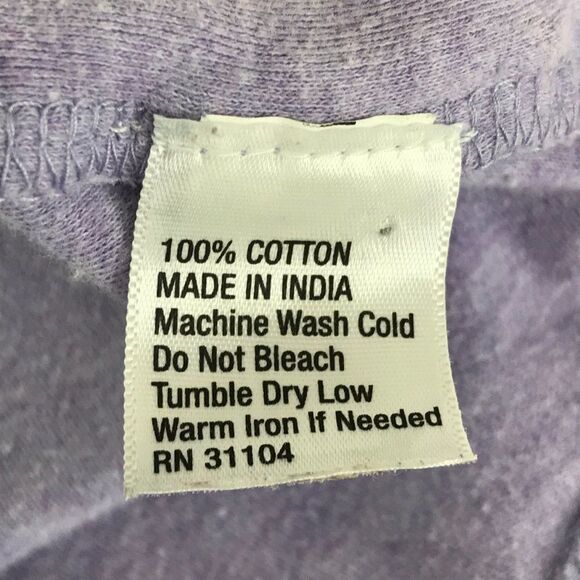 100% COTTON
MADE IN INDIA
Machine Wash Cold
Do Not Bleach
Tumble Dry Low
Warm Iron If Needed
RN 31104